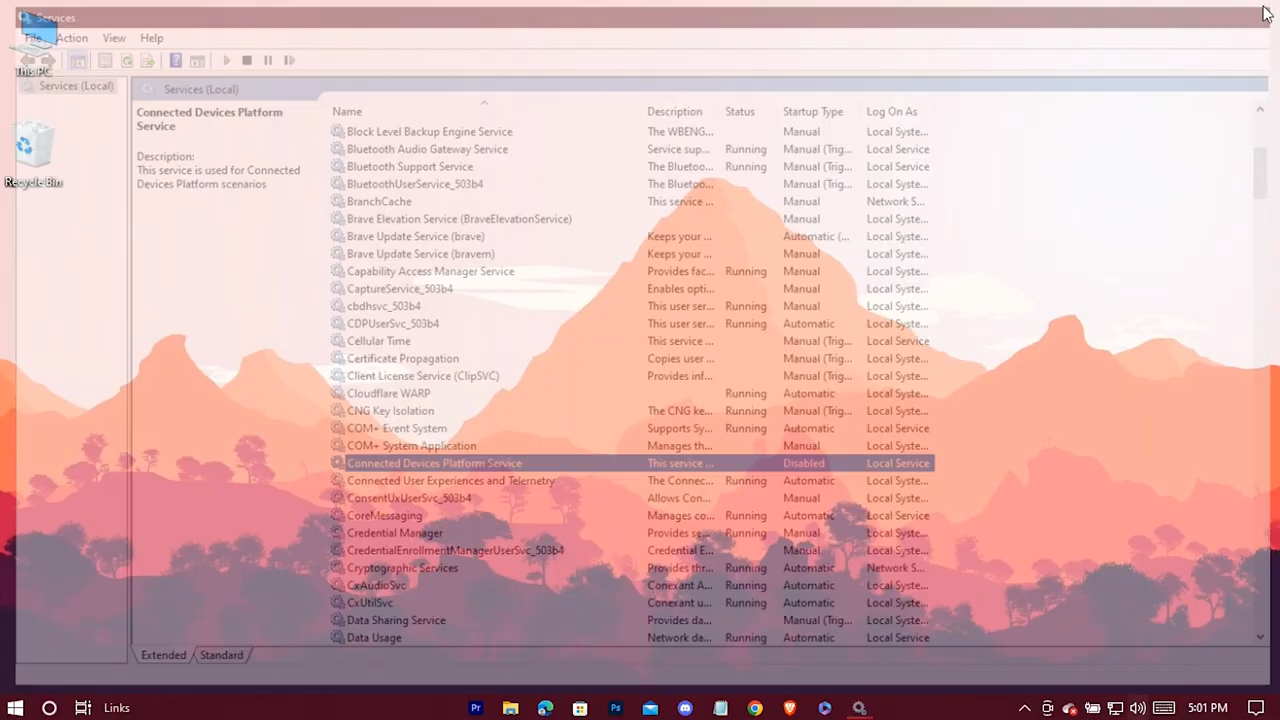 Services
File Action View Help
This PC
Recycle Bin
Services (Local)
Services (Local)
Connected Devices Platform
Service
Description:
This service is used for Connected
Devices Platform scenarios
Name Description Status Startup Type Log On As
Block Level Backup Engine Service The WBENG... Manual Local Syste...
Bluetooth Audio Gateway Service Service sup... Running Manual (Trig... Local Service
Bluetooth Support Service The Bluetoo... Running Manual (Trig... Local Service
BluetoothUserService_503b4 The Bluetoo... Manual (Trig... Local Syste...
BranchCache This service ... Manual Network S...
Brave Elevation Service (BraveElevationService) Manual Local Syste...
Brave Update Service (brave) Keeps your ... Automatic (... Local Syste...
Brave Update Service (bravem) Keeps your ... Manual Local Syste...
Capability Access Manager Service Provides fac... Running Manual Local Syste...
CaptureService_503b4 Enables opti... Manual Local Syste...
cbdhsvc_503b4 This user ser... Running Manual Local Syste...
CDPUserSvc_503b4 This user ser... Running Automatic Local Syste...
Cellular Time This service ... Manual (Trig... Local Service
Certificate Propagation Copies user ... Manual (Trig... Local Syste...
Client License Service (ClipSVC) Provides inf... Manual (Trig... Local Syste...
Cloudflare WARP Running Automatic Local Syste...
CNG Key Isolation The CNG ke... Running Manual (Trig... Local Syste...
COM+ Event System Supports Sy... Running Automatic Local Service
COM+ System Application Manages th... Manual Local Syste...
Connected Devices Platform Service This service ... Disabled Local Service
Connected User Experiences and Telemetry The Connec... Running Automatic Local Syste...
ConsentUxUserSvc_503b4 Allows Con... Manual Local Syste...
CoreMessaging Manages co... Running Automatic Local Service
Credential Manager Provides se... Running Manual Local Syste...
CredentialEnrollmentManagerUserSvc_503b4 Credential E... Manual Local Syste...
Cryptographic Services Provides thr... Running Automatic Network S...
CxAudioSvc Conexant A... Running Automatic Local Syste...
CxUtilSvc Conexant u... Running Automatic Local Syste...
Data Sharing Service Provides da... Manual (Trig... Local Syste...
Data Usage Network da... Running Automatic Local Service
Extended Standard
Links 5:01 PM